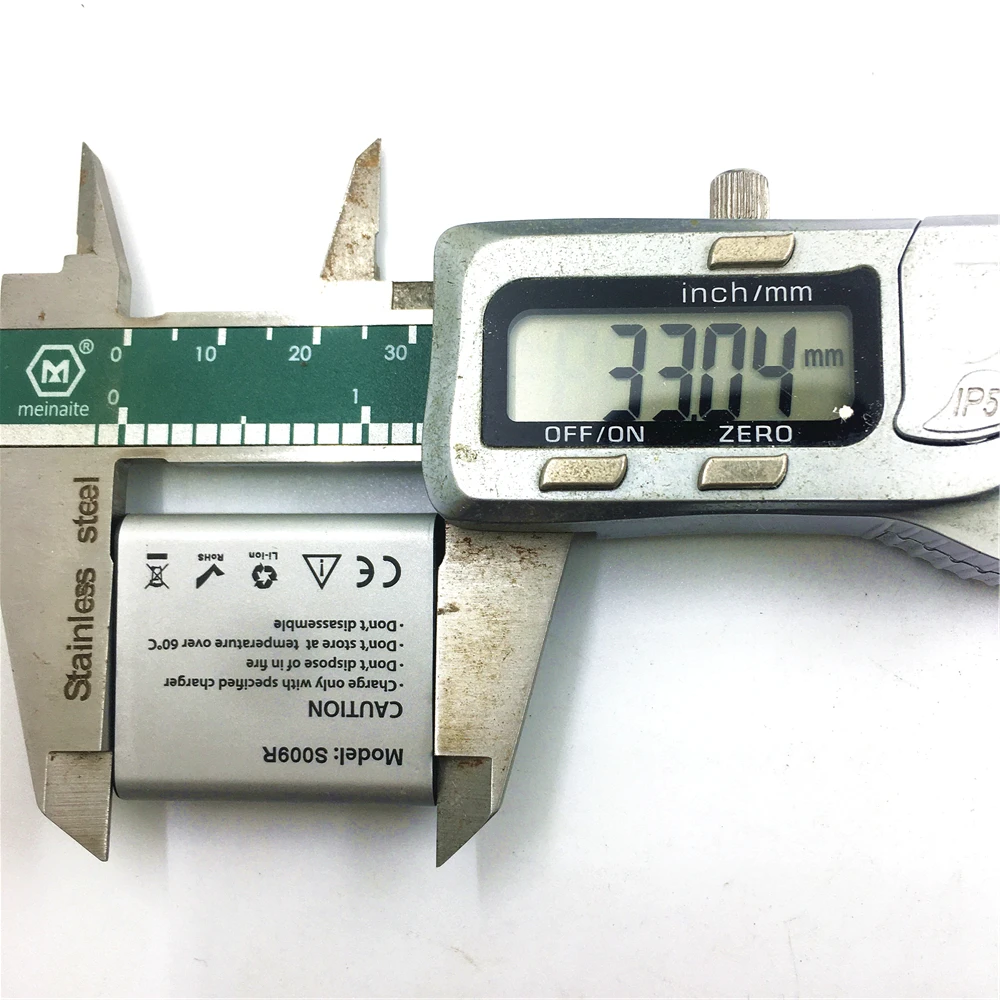 inch/mm
33.04 mm
OFF/ON ZERO
IP5
M ®
meinaite
0 10 20 30
0 1
Stainless steel
Model: S009R
CAUTION
· Charge only with specified charger
· Don't dispose of in fire
· Don't store at temperature over 60°C
· Don't disassemble
CE
Li-ion
RoHS